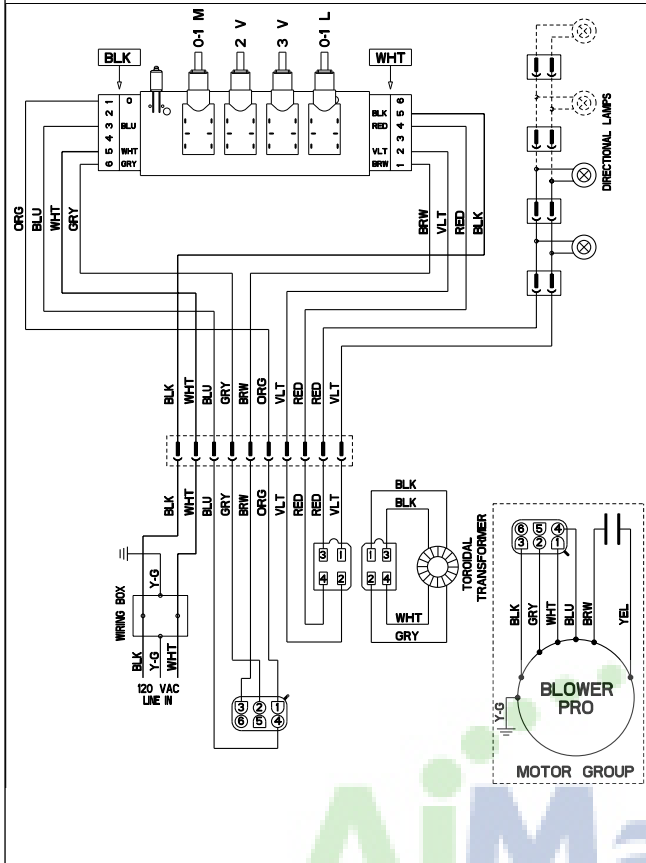 0-1 M
2 V
3 V
0-1 L
BLK
WHT
1 O
2
3 BLU
4
5 WHT
6 GRY
6
BLK 5
RED 4
3
VLT 2
BRW 1
DIRECTIONAL LAMPS
ORG
BLU
WHT
GRY
BRW
VLT
RED
BLK
BLK
WHT
BLU
GRY
BRW
ORG
VLT
RED
RED
VLT
BLK
WHT
BLU
GRY
BRW
ORG
VLT
RED
RED
VLT
BLK
BLK
3 1
4 2
1 3
2 4
TOROIDAL
TRANSFORMER
WHT
GRY
Y-G
WIRING BOX
BLK
Y-G
WHT
120 VAC
LINE IN
3 2 1
6 5 4
6 5 4
3 2 1
BLK
GRY
WHT
BLU
BRW
YEL
Y-G
BLOWER
PRO
MOTOR GROUP
AiMa